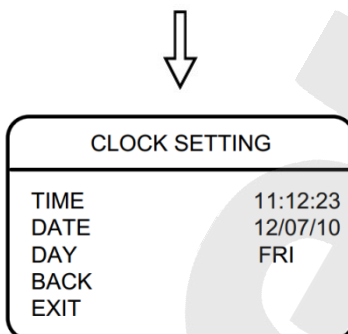 CLOCK SETTING
TIME 11:12:23
DATE 12/07/10
DAY FRI
BACK
EXIT